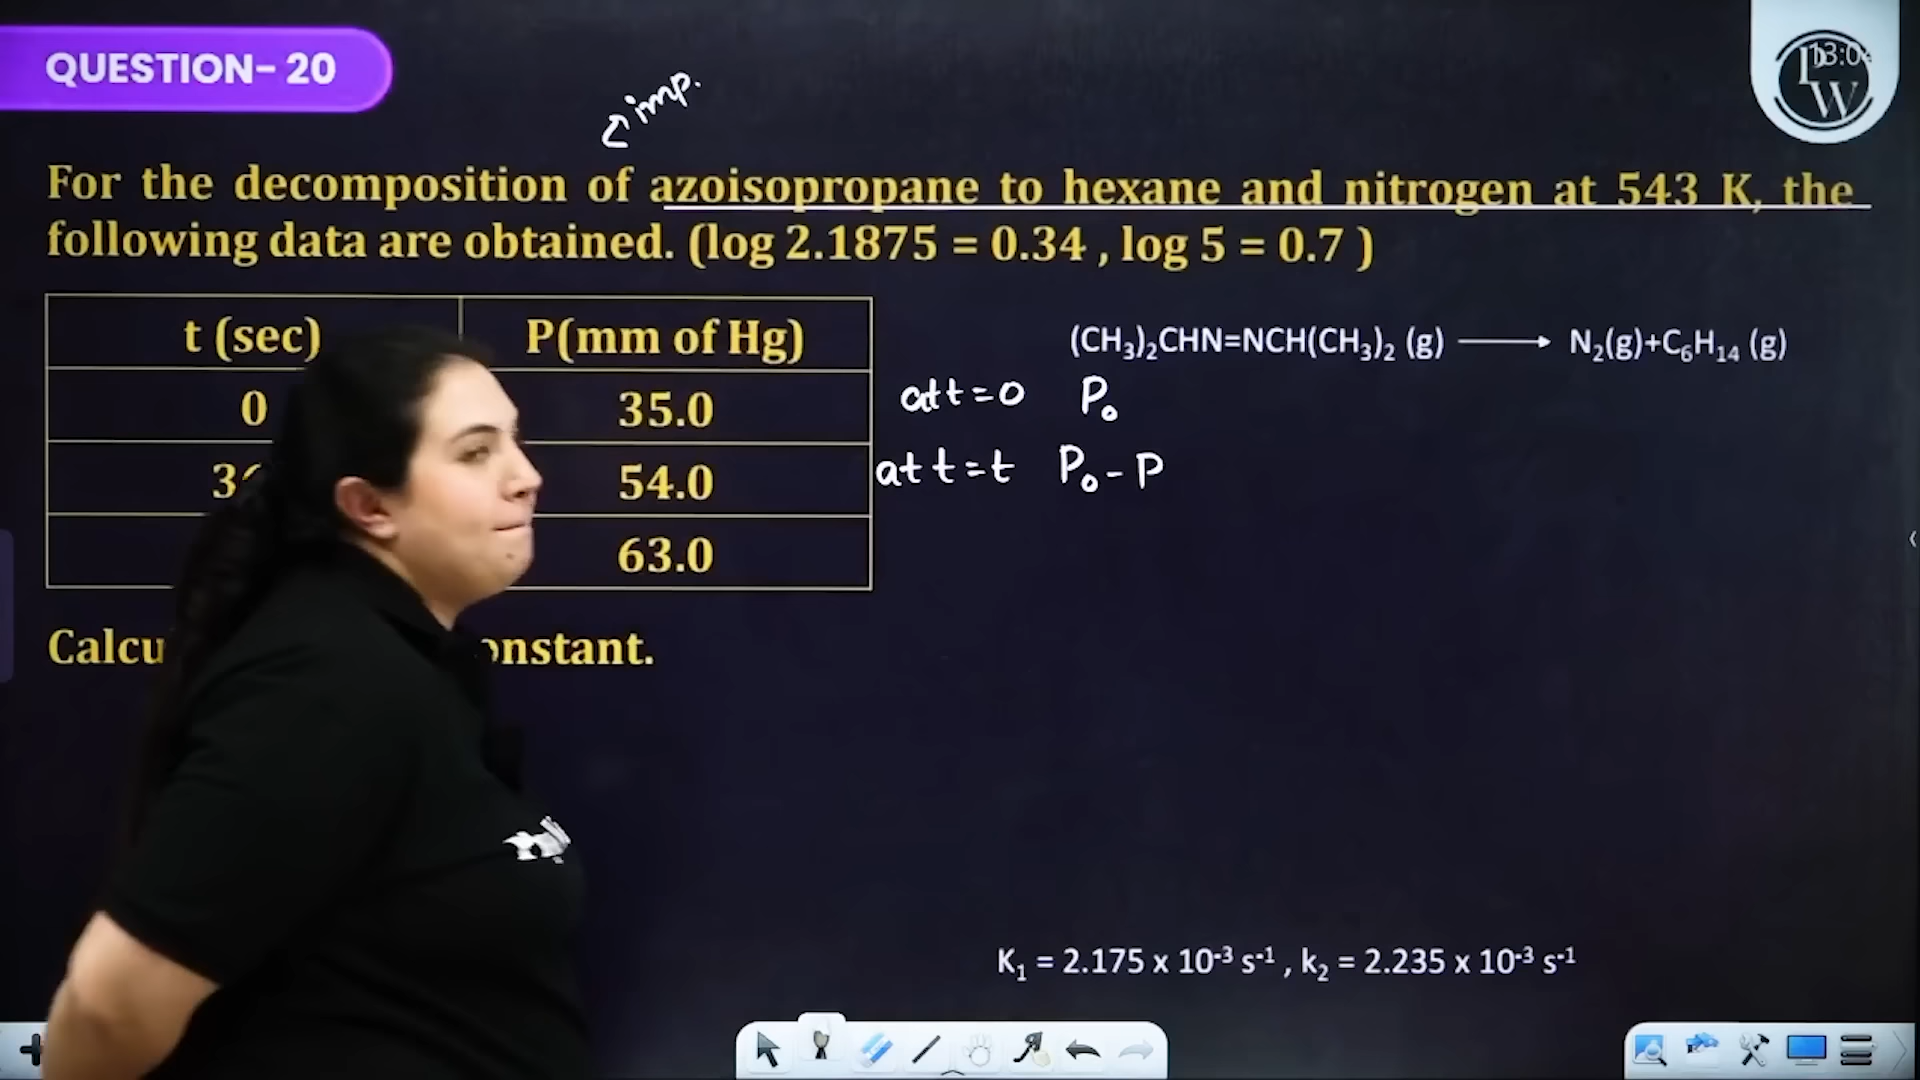 QUESTION- 20
imp.
For the decomposition of azoisopropane to hexane and nitrogen at 543 K, the
following data are obtained. (log 2.1875 = 0.34 , log 5 = 0.7 )
t (sec) P(mm of Hg)
0 35.0
54.0
63.0
(CH₃)₂CHN=NCH(CH₃)₂ (g) ⟶ N₂(g)+C₆H₁₄ (g)
at t=0 P₀
at t=t P₀-P
K₁ = 2.175 x 10⁻³ s⁻¹ , k₂ = 2.235 x 10⁻³ s⁻¹